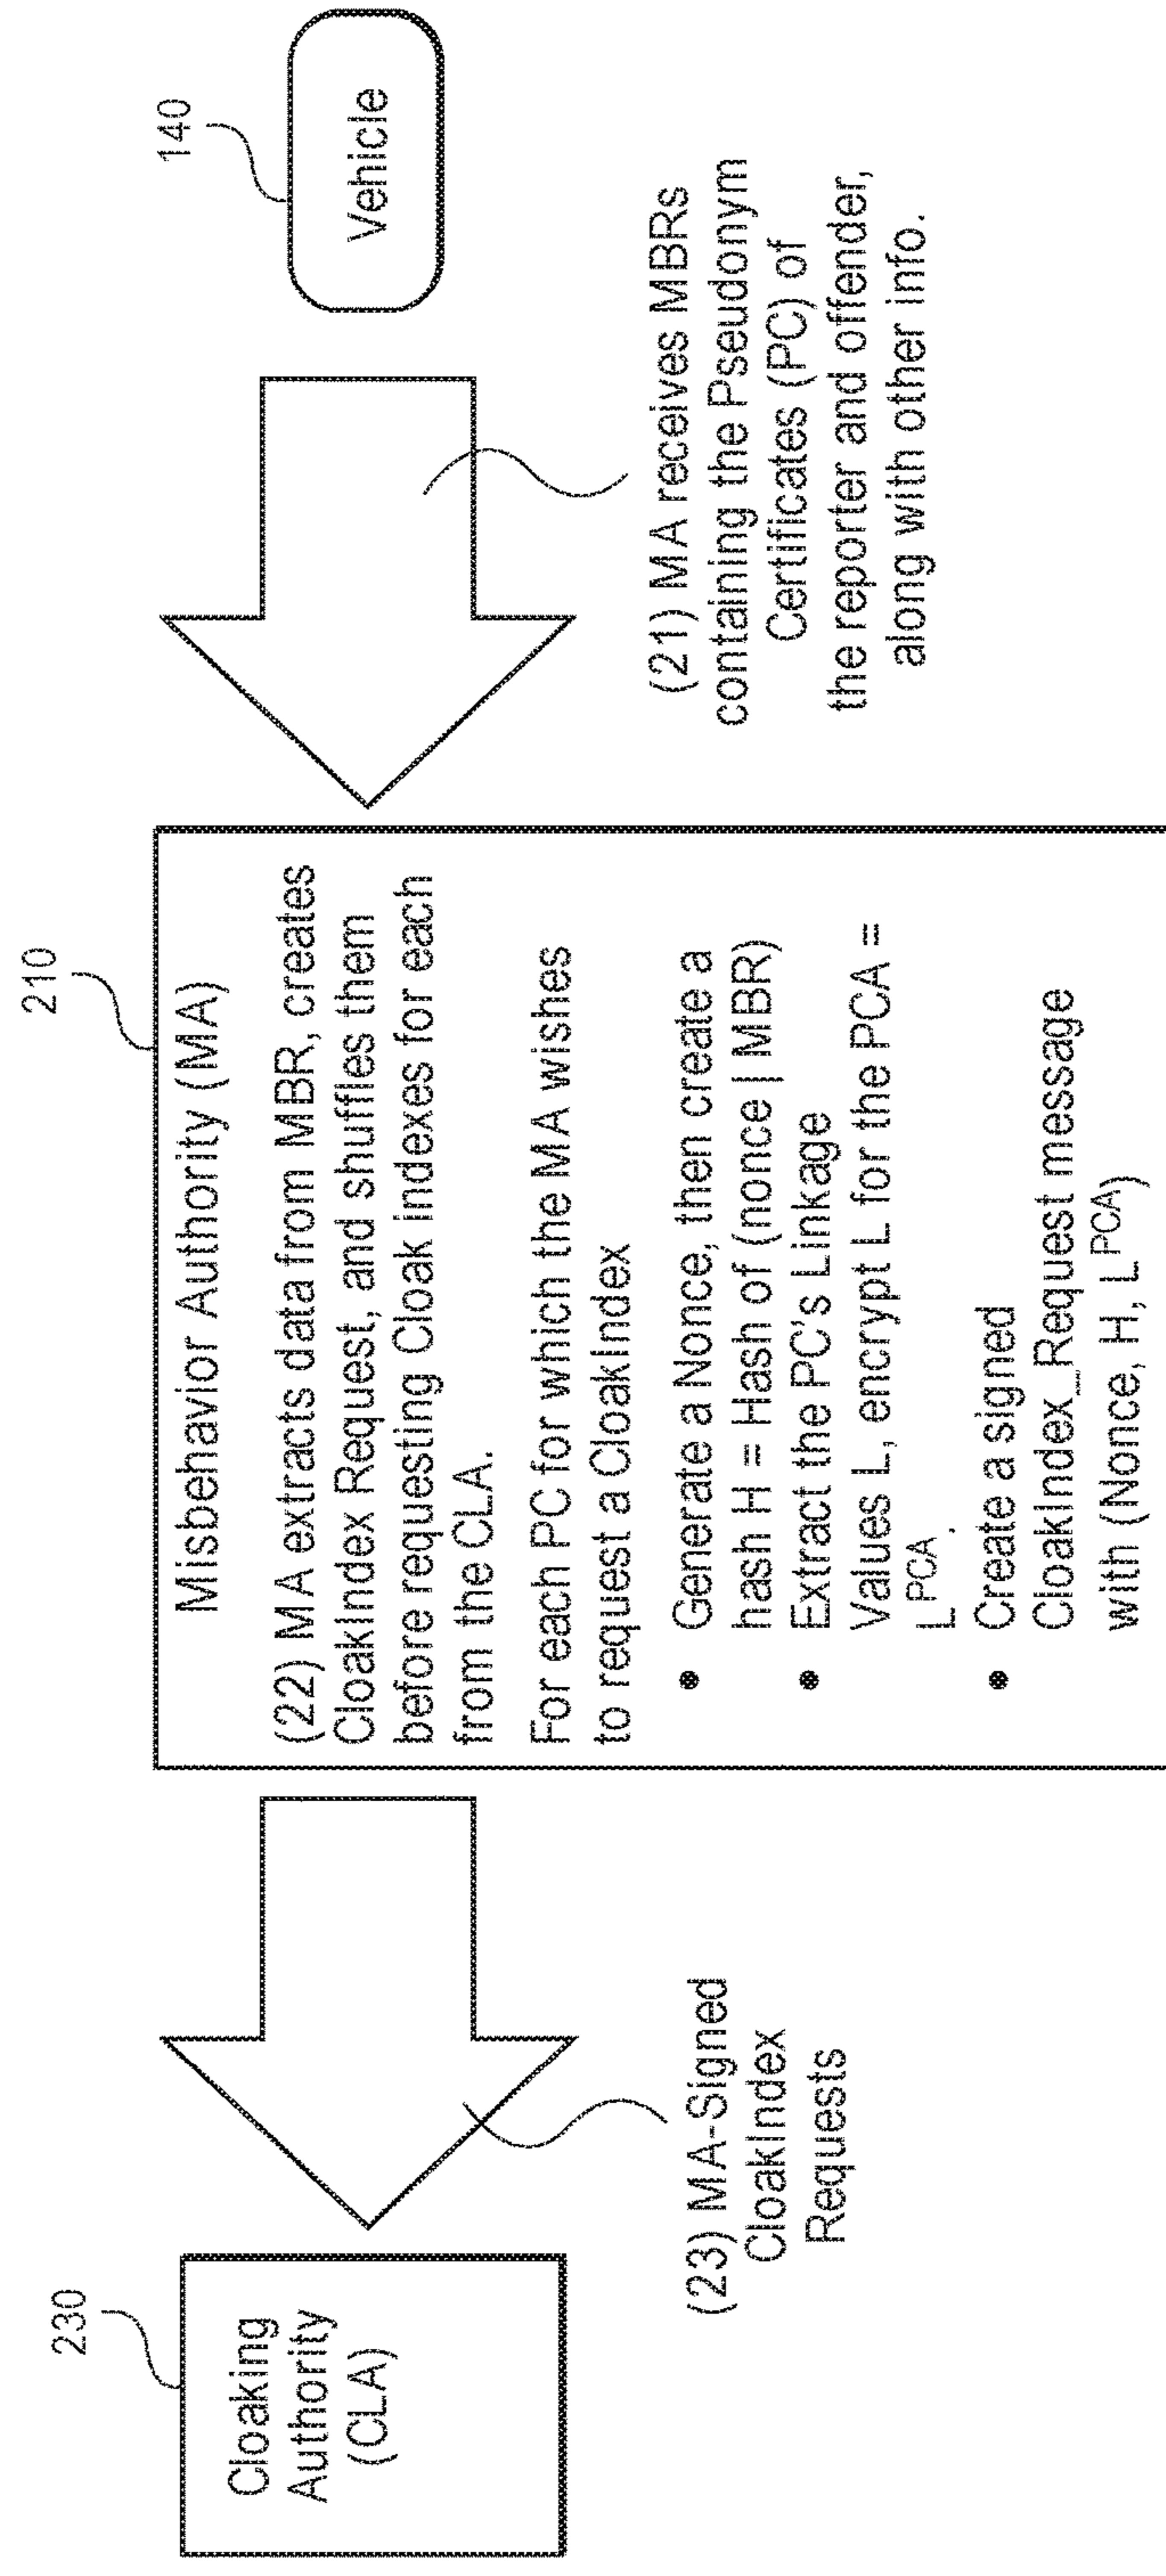 230
Cloaking
Authority
(CLA)
(23) MA-Signed
CloakIndex
Requests
210
Misbehavior Authority (MA)
(22) MA extracts data from MBR, creates
CloakIndex Request, and shuffles them
before requesting Cloak indexes for each
from the CLA.
For each PC for which the MA wishes
to request a CloakIndex
• Generate a Nonce, then create a
hash H = Hash of (nonce | MBR)
• Extract the PC's Linkage
Values L, encrypt L for the PCA =
L^PCA.
• Create a signed
CloakIndex_Request message
with (Nonce, H, L^PCA)
140
Vehicle
(21) MA receives MBRs
containing the Pseudonym
Certificates (PC) of
the reporter and offender,
along with other info.